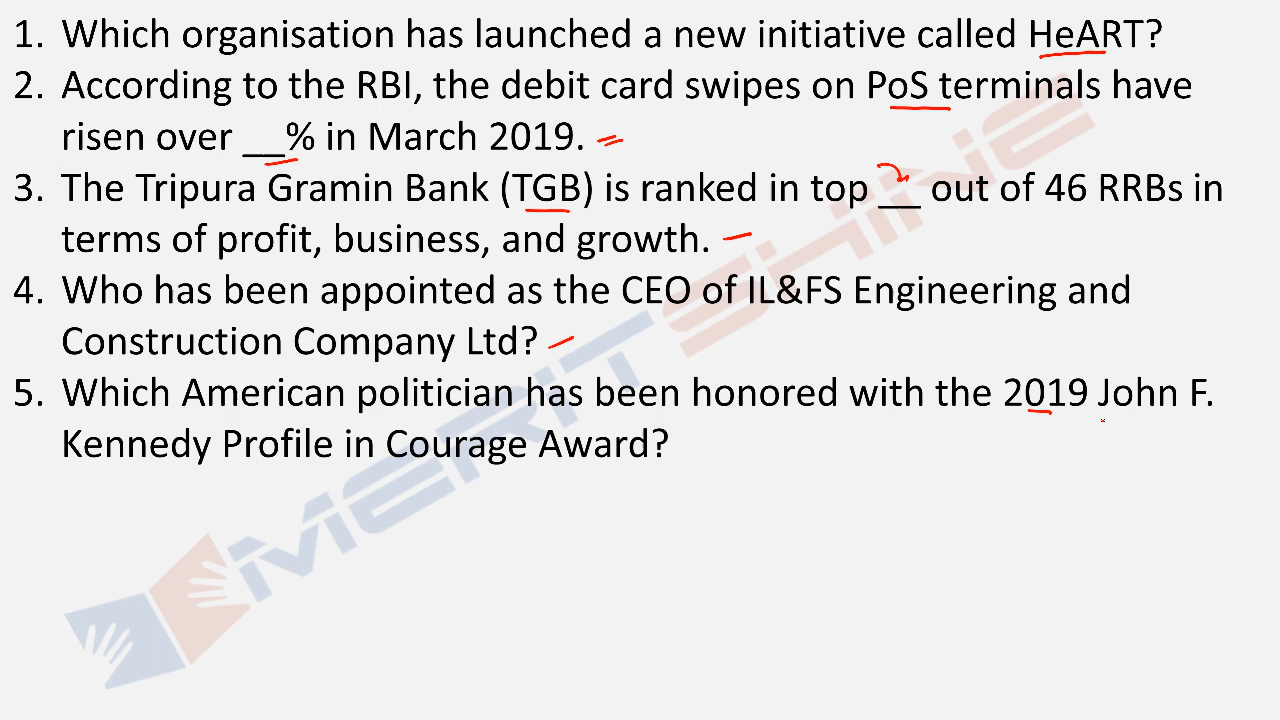 1. Which organisation has launched a new initiative called HeART?
2. According to the RBI, the debit card swipes on PoS terminals have
risen over __% in March 2019.
3. The Tripura Gramin Bank (TGB) is ranked in top __ out of 46 RRBs in
terms of profit, business, and growth.
4. Who has been appointed as the CEO of IL&FS Engineering and
Construction Company Ltd?
5. Which American politician has been honored with the 2019 John F.
Kennedy Profile in Courage Award?
MERITSHINE